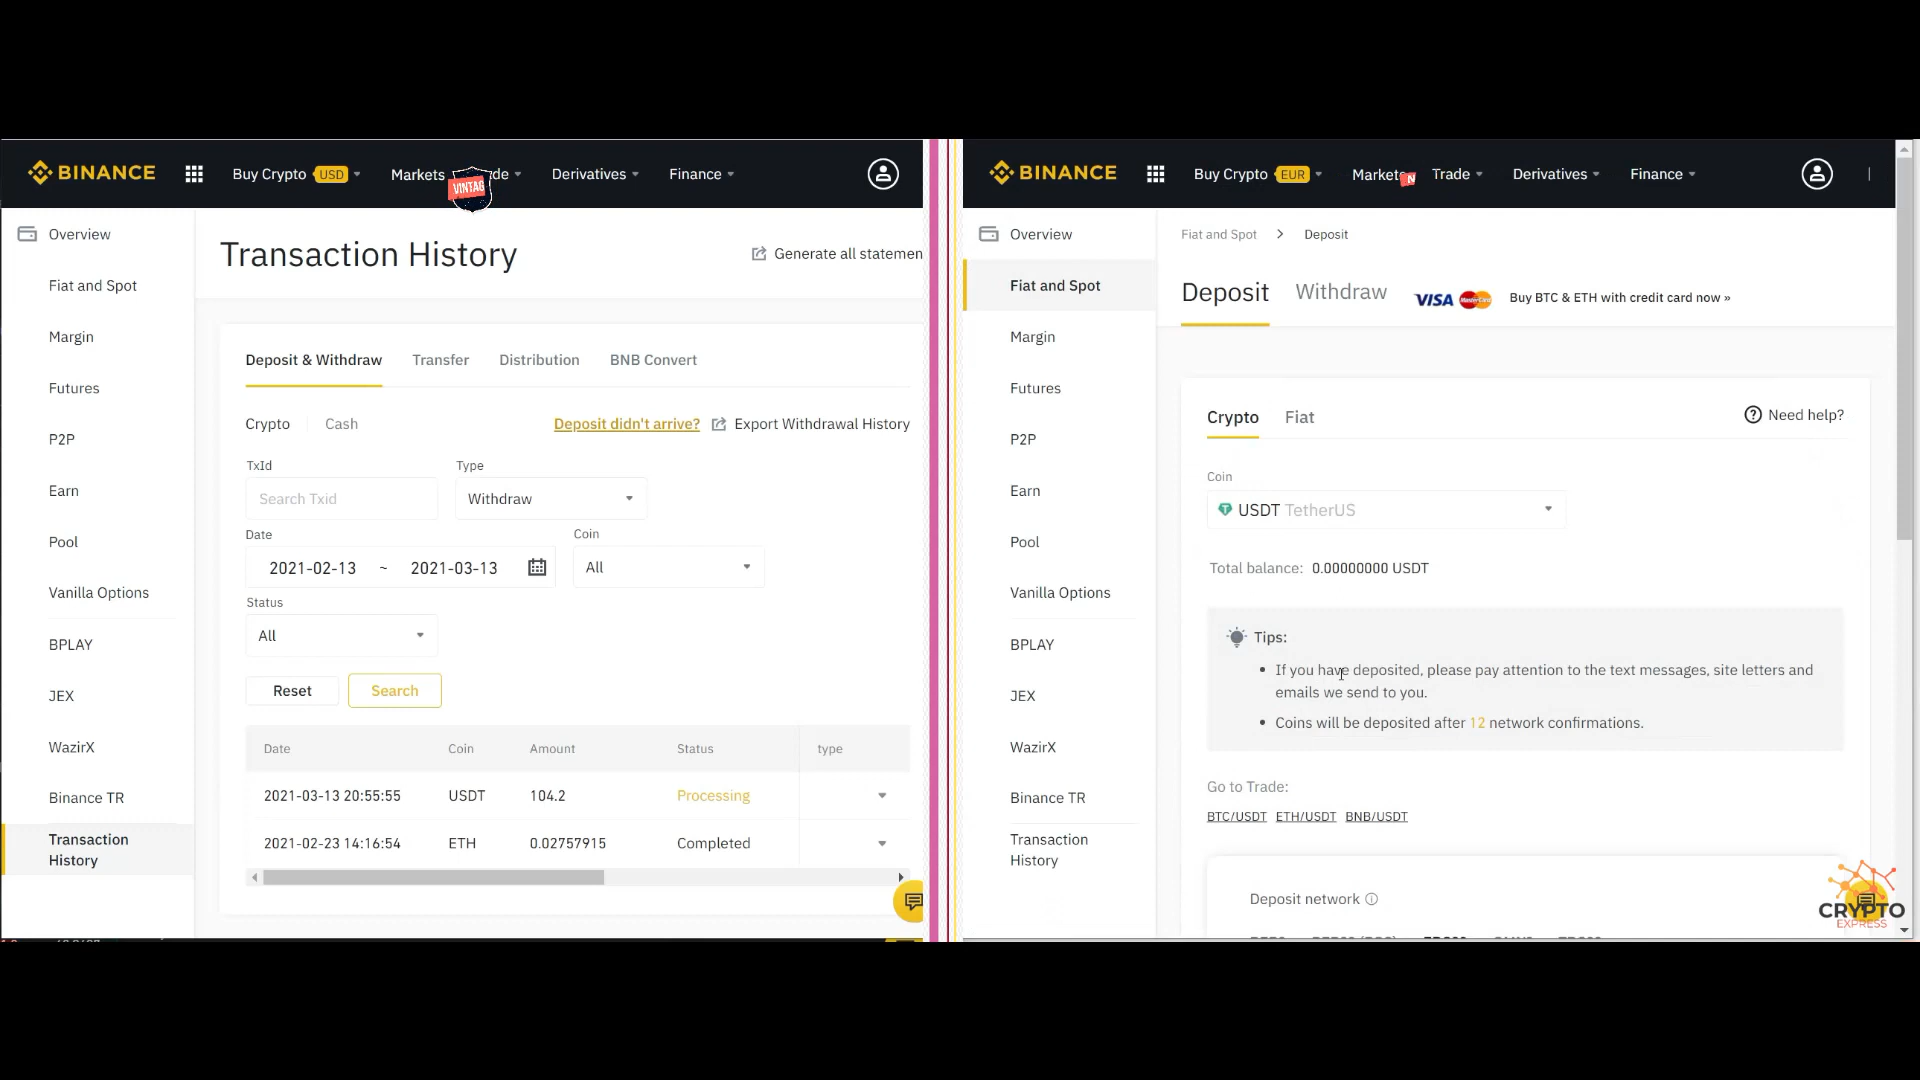 BINANCE
Buy Crypto USD
Markets
Derivatives
Finance
VINTAG
Overview
Fiat and Spot
Margin
Futures
P2P
Earn
Pool
Vanilla Options
BPLAY
JEX
WazirX
Binance TR
Transaction
History
Transaction History
Generate all statemen
Deposit & Withdraw
Transfer
Distribution
BNB Convert
Crypto
Cash
Deposit didn't arrive?
Export Withdrawal History
TxId
Type
Search Txid
Withdraw
Date
Coin
2021-02-13 ~ 2021-03-13
All
Status
All
Reset
Search
Date Coin Amount Status type
2021-03-13 20:55:55 USDT 104.2 Processing
2021-02-23 14:16:54 ETH 0.02757915 Completed
BINANCE
Buy Crypto EUR
Market
N
Trade
Derivatives
Finance
Overview
Fiat and Spot
Margin
Futures
P2P
Earn
Pool
Vanilla Options
BPLAY
JEX
WazirX
Binance TR
Transaction
History
Fiat and Spot > Deposit
Deposit
Withdraw
VISA
MasterCard
Buy BTC & ETH with credit card now »
Crypto
Fiat
Need help?
Coin
USDT TetherUS
Total balance: 0.00000000 USDT
Tips:
• If you have deposited, please pay attention to the text messages, site letters and
emails we send to you.
• Coins will be deposited after 12 network confirmations.
Go to Trade:
BTC/USDT ETH/USDT BNB/USDT
Deposit network
CRYPTO
EXPRESS